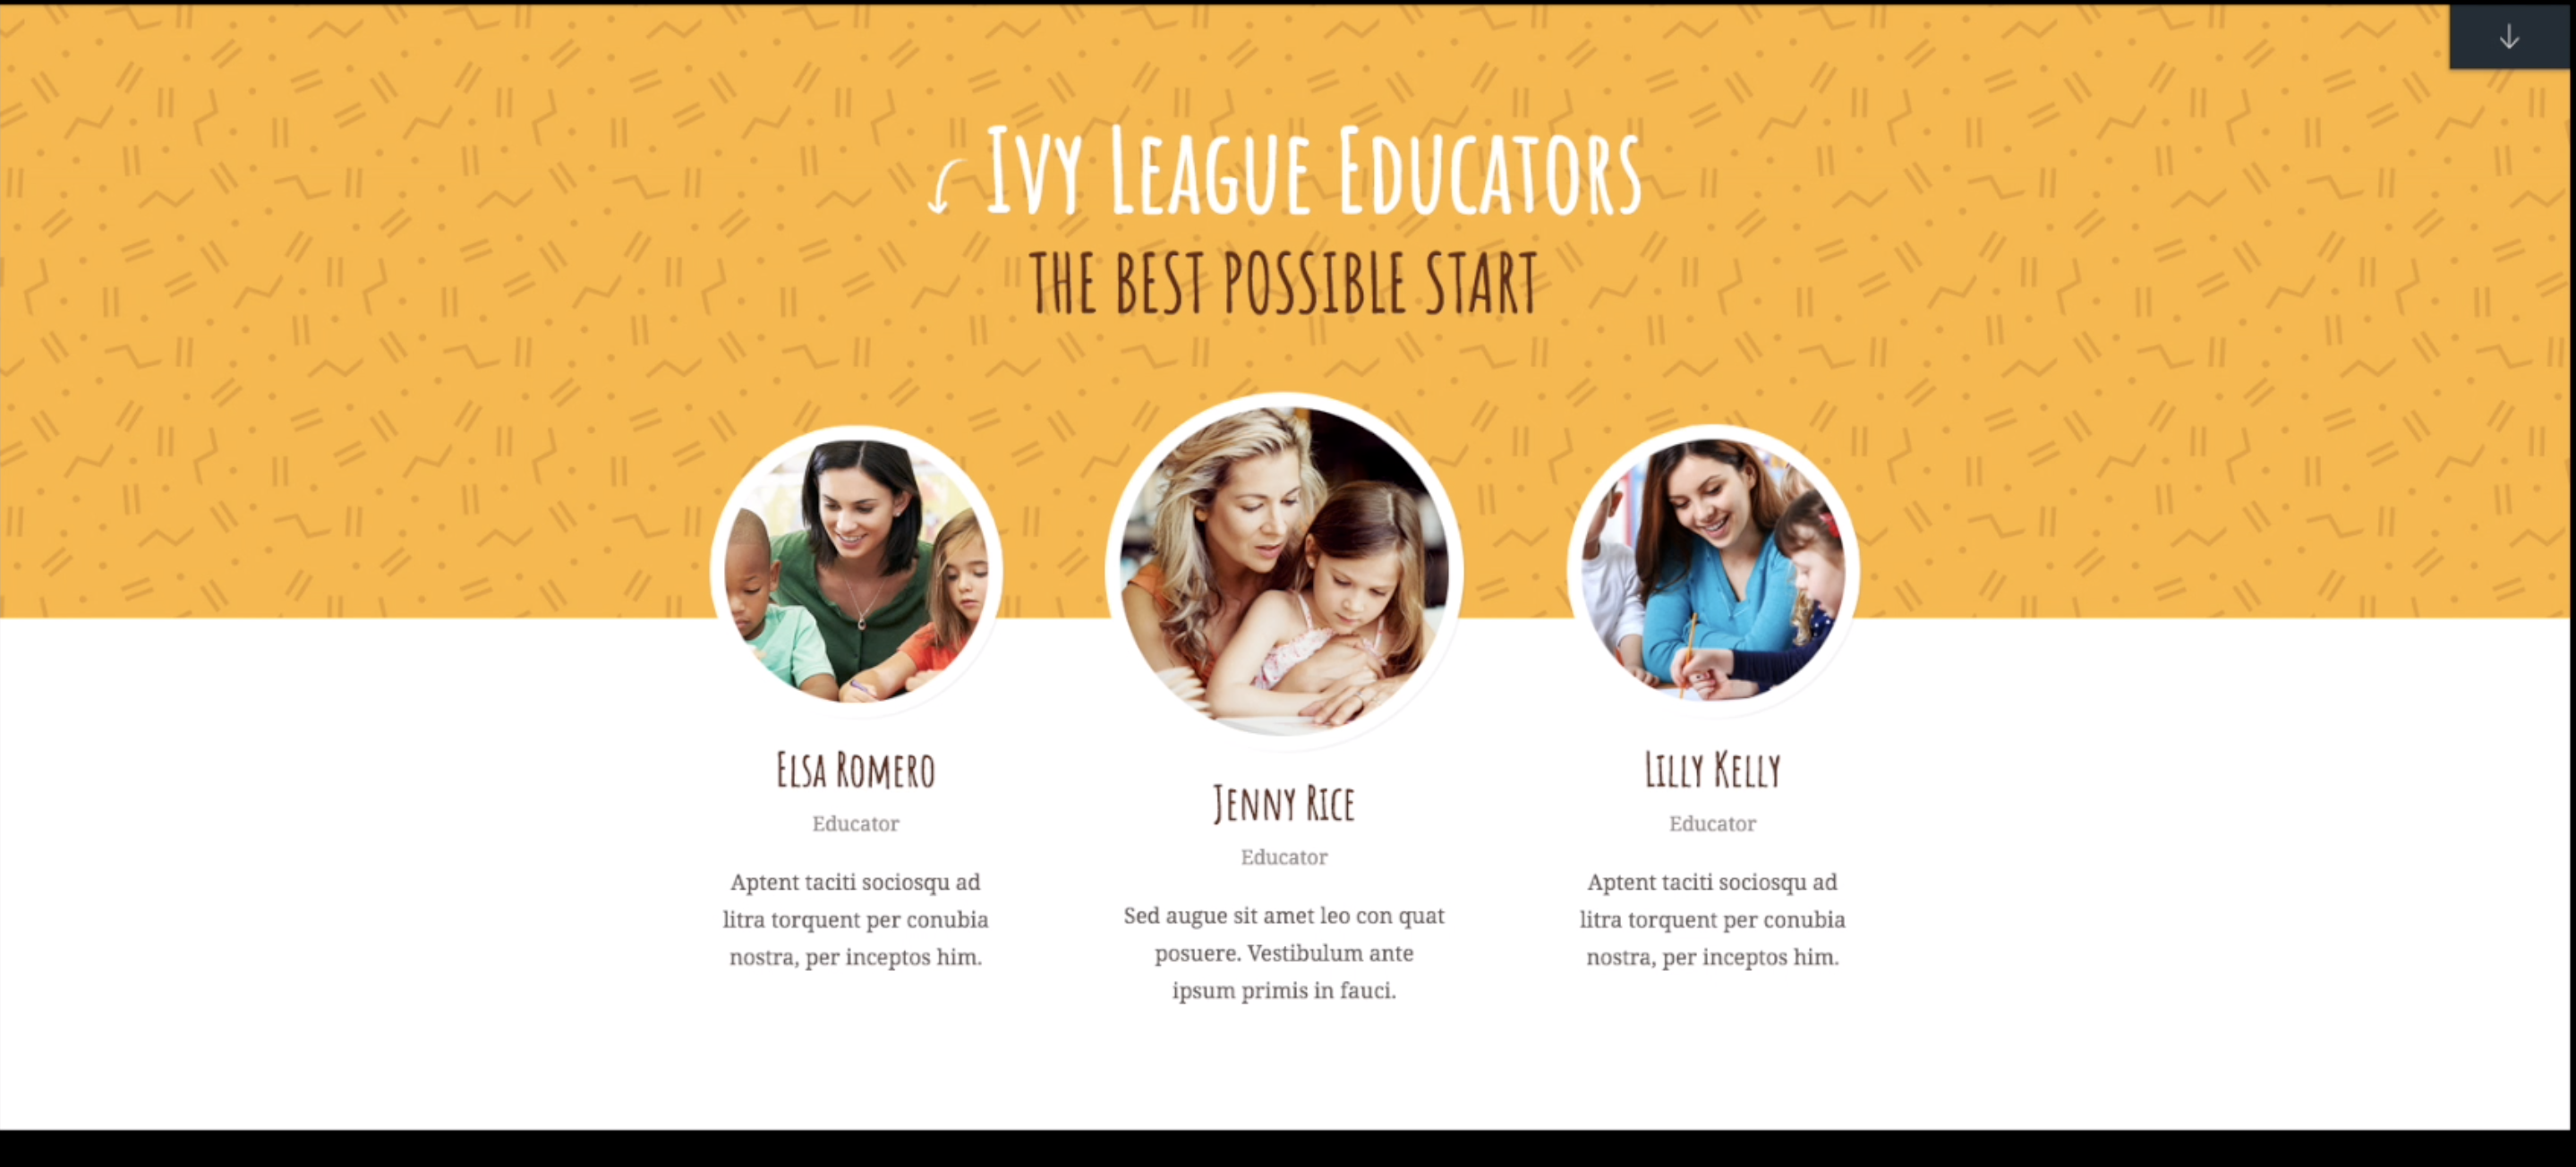 Ivy League Educators
THE BEST POSSIBLE START
Elsa Romero
Educator
Aptent taciti sociosqu ad
litra torquent per conubia
nostra, per inceptos him.
Jenny Rice
Educator
Sed augue sit amet leo con quat
posuere. Vestibulum ante
ipsum primis in fauci.
Lilly Kelly
Educator
Aptent taciti sociosqu ad
litra torquent per conubia
nostra, per inceptos him.